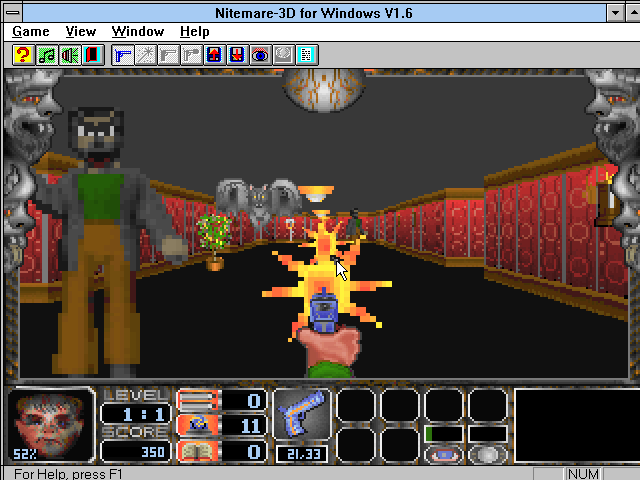 Nitemare-3D for Windows V1.6
Game View Window Help
LEVEL
1:1
SCORE
350
52%
0
11
0
21.33
For Help, press F1
NUM